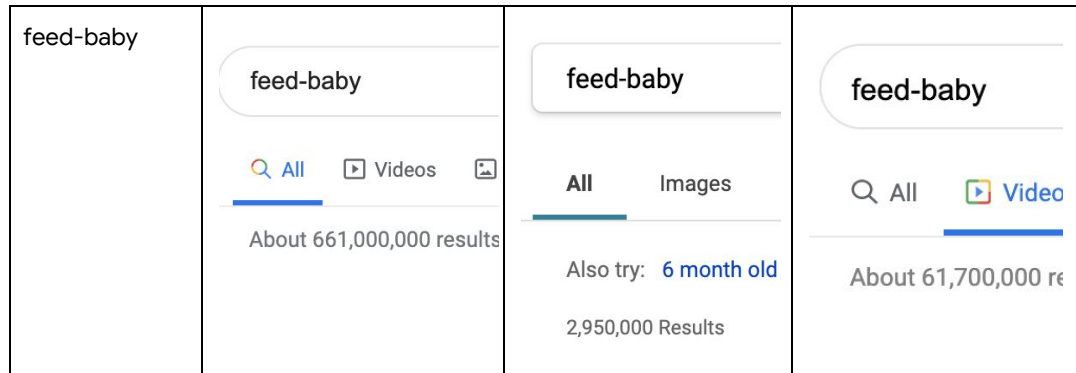 feed-baby
feed-baby
All Videos
About 661,000,000 results
feed-baby
All Images
Also try: 6 month old
2,950,000 Results
feed-baby
All Video
About 61,700,000 re